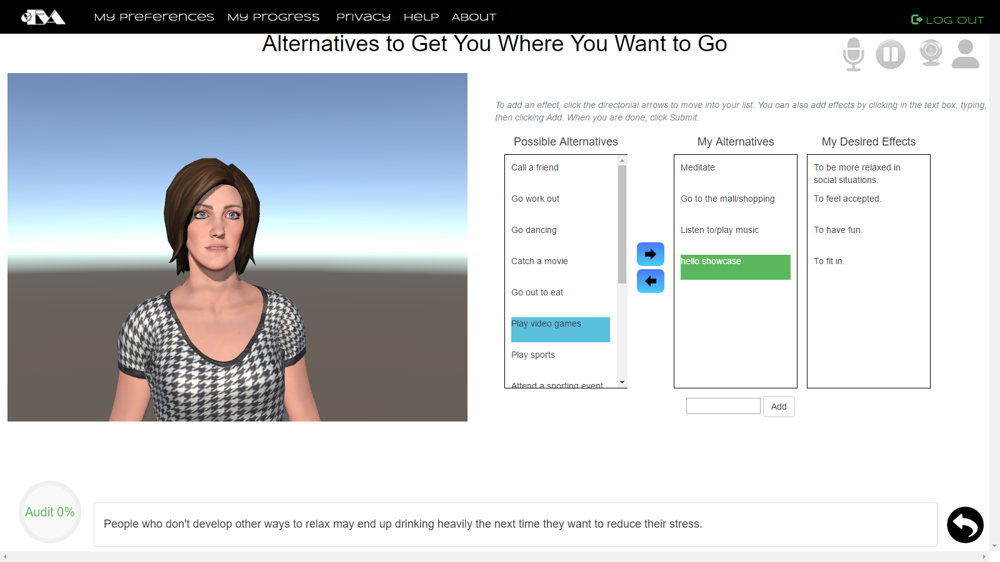 My Preferences My Progress Privacy Help About
LOG OUT
Alternatives to Get You Where You Want to Go
To add an effect, click the directonial arrows to move into your list. You can also add effects by clicking in the text box, typing,
then clicking Add. When you are done, click Submit.
Possible Alternatives
Call a friend
Go work out
Go dancing
Catch a movie
Go out to eat
Play video games
Play sports
Attend a sporting event
My Alternatives
Meditate
Go to the mall/shopping
Listen to/play music
hello showcase
Add
My Desired Effects
To be more relaxed in
social situations.
To feel accepted.
To have fun.
To fit in.
Audit 0%
People who don't develop other ways to relax may end up drinking heavily the next time they want to reduce their stress.